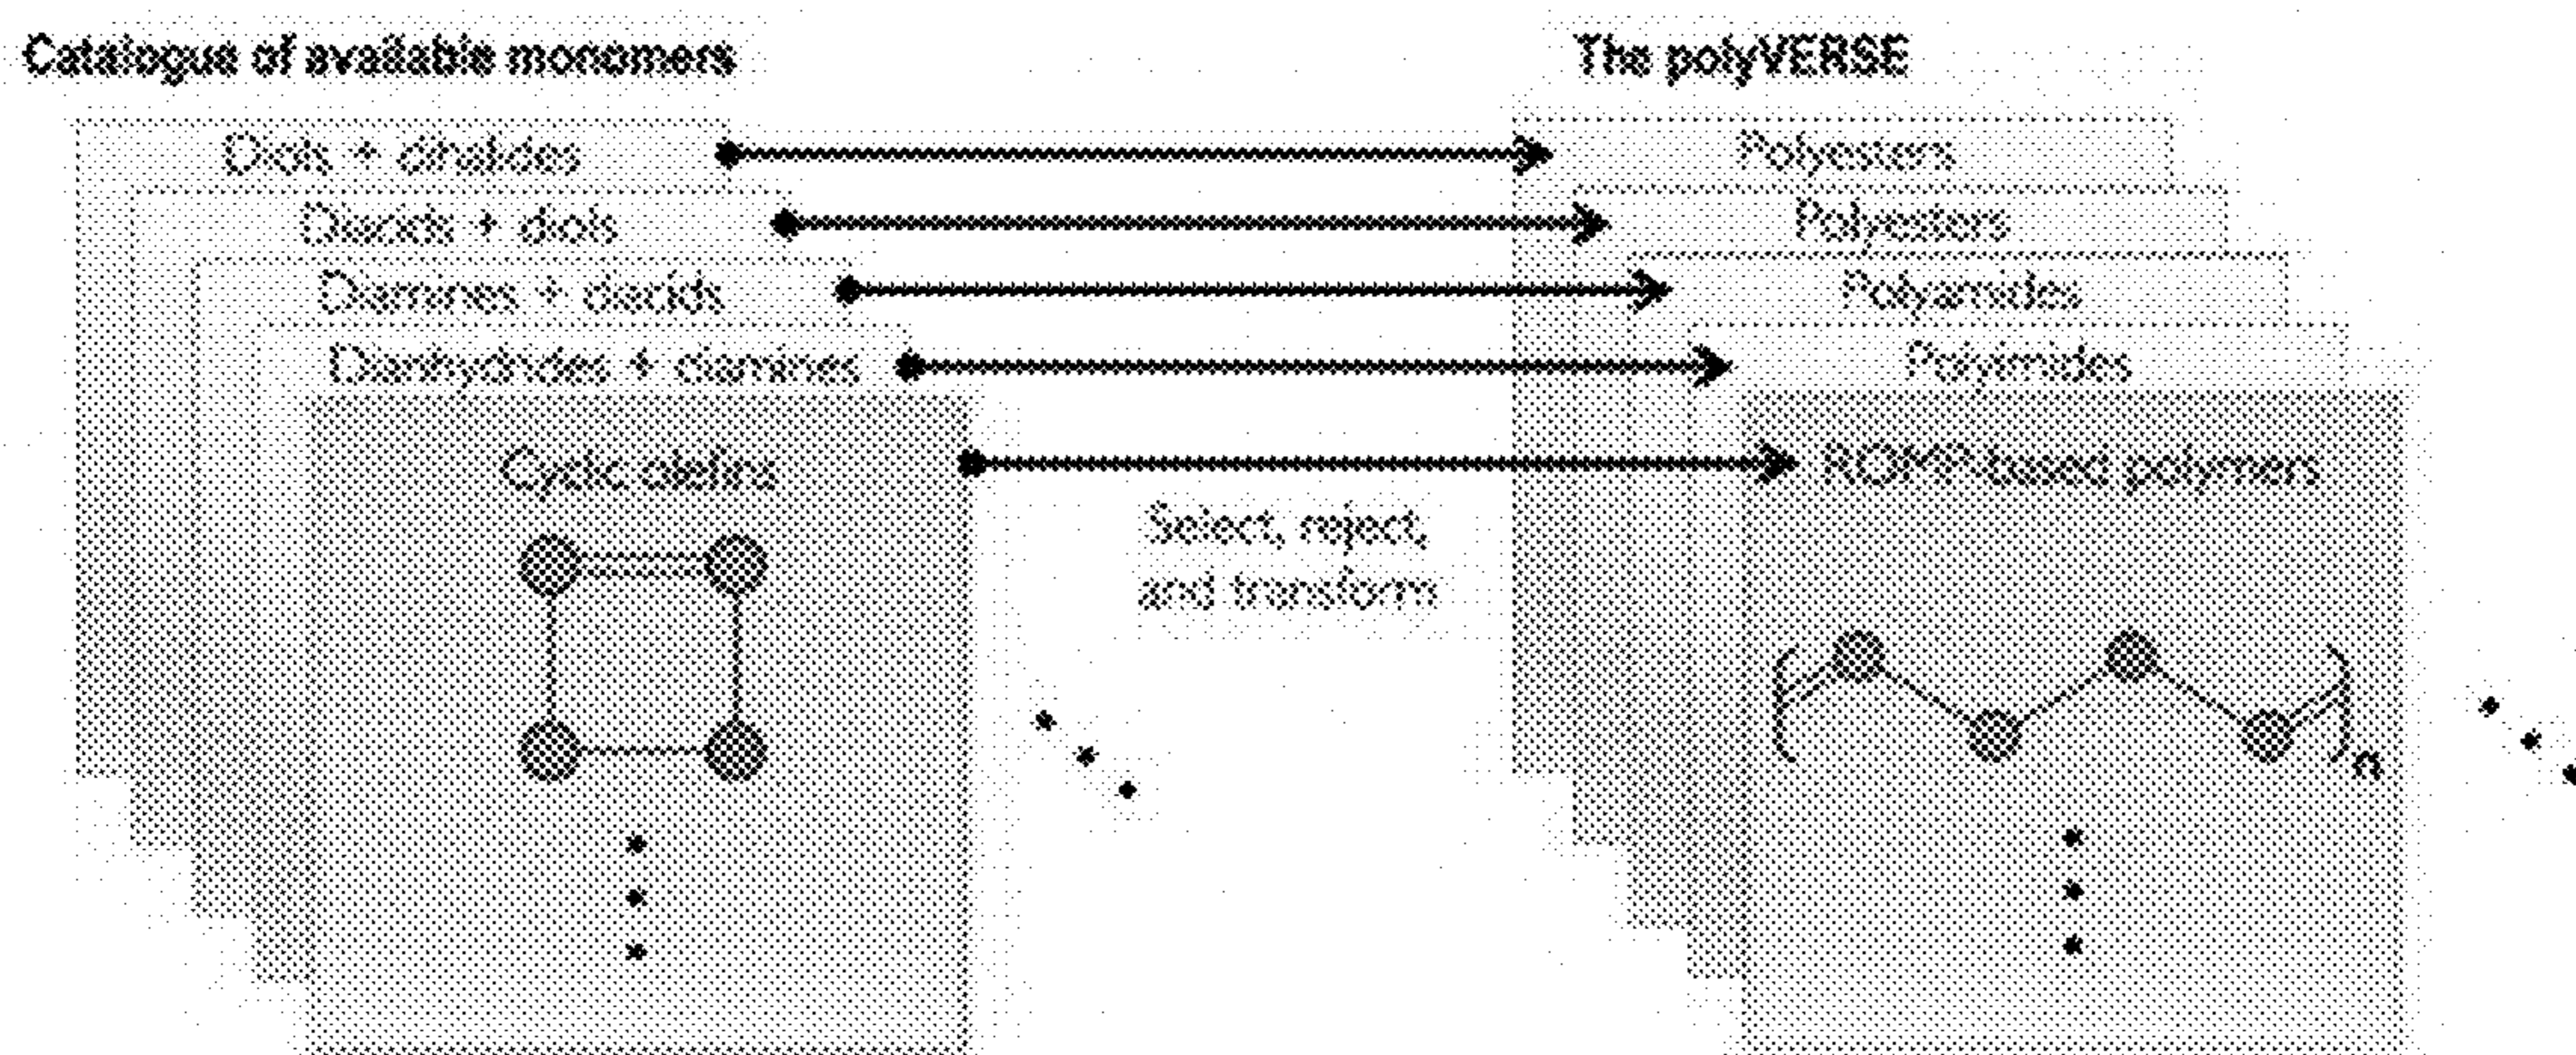 Catalogue of available monomers
The polyVERSE
Diols + dihalides
Polyesters
Diacids + diols
Polyesters
Diamines + diacids
Polyamides
Dianhydrides + diamines
Polyimides
Cyclic olefins
ROMP-based polymers
Select, reject,
and transform
n